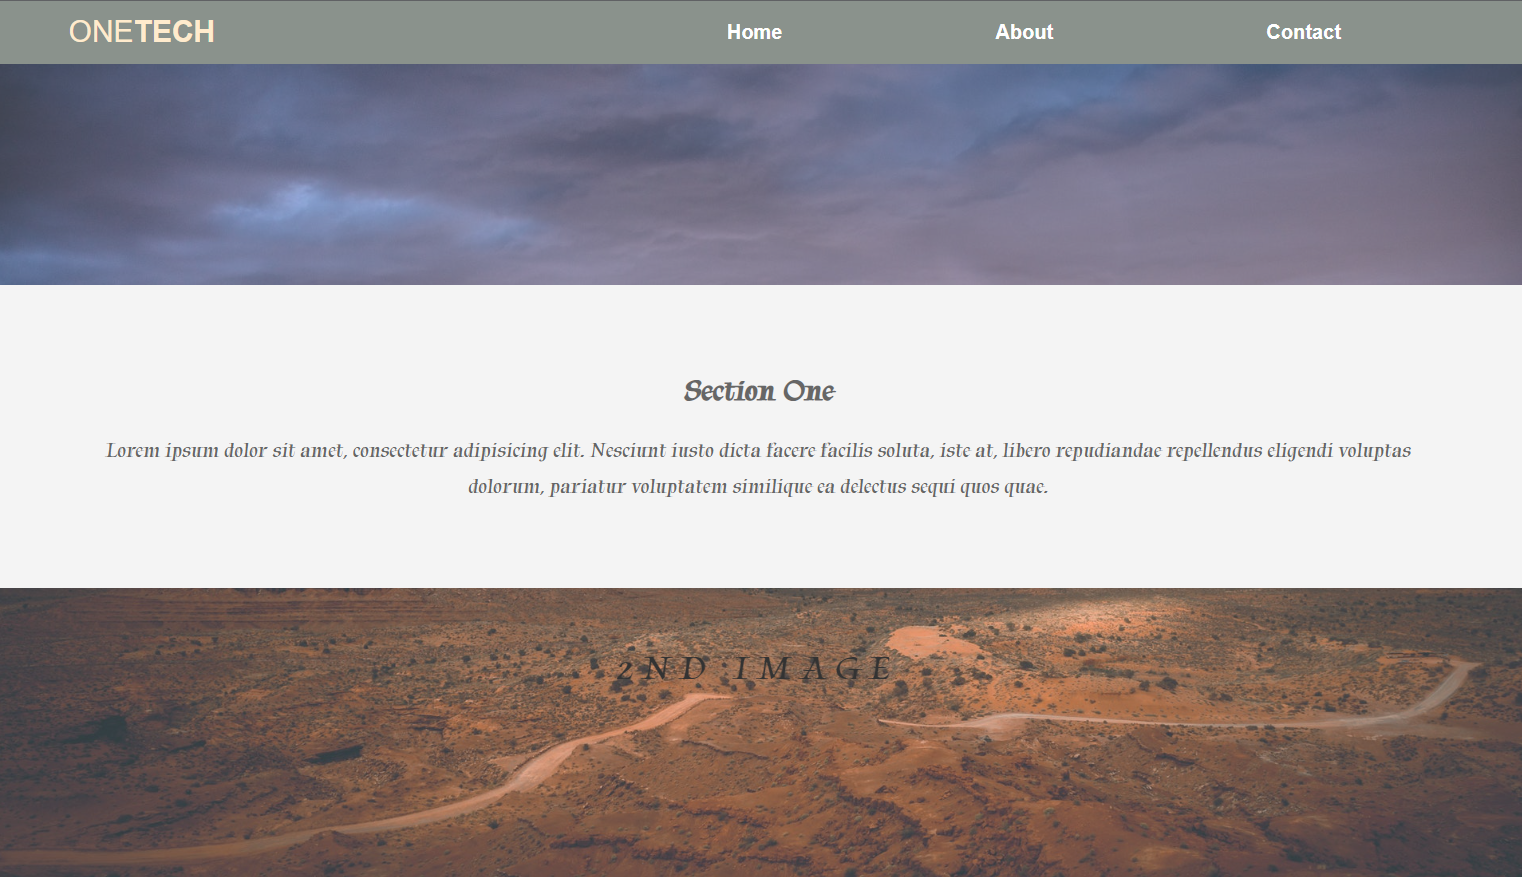 ONETECH Home About Contact
Section One
Lorem ipsum dolor sit amet, consectetur adipisicing elit. Nesciunt iusto dicta facere facilis soluta, iste at, libero repudiandae repellendus eligendi voluptas
dolorum, pariatur voluptatem similique ea delectus sequi quos quae.
2ND IMAGE